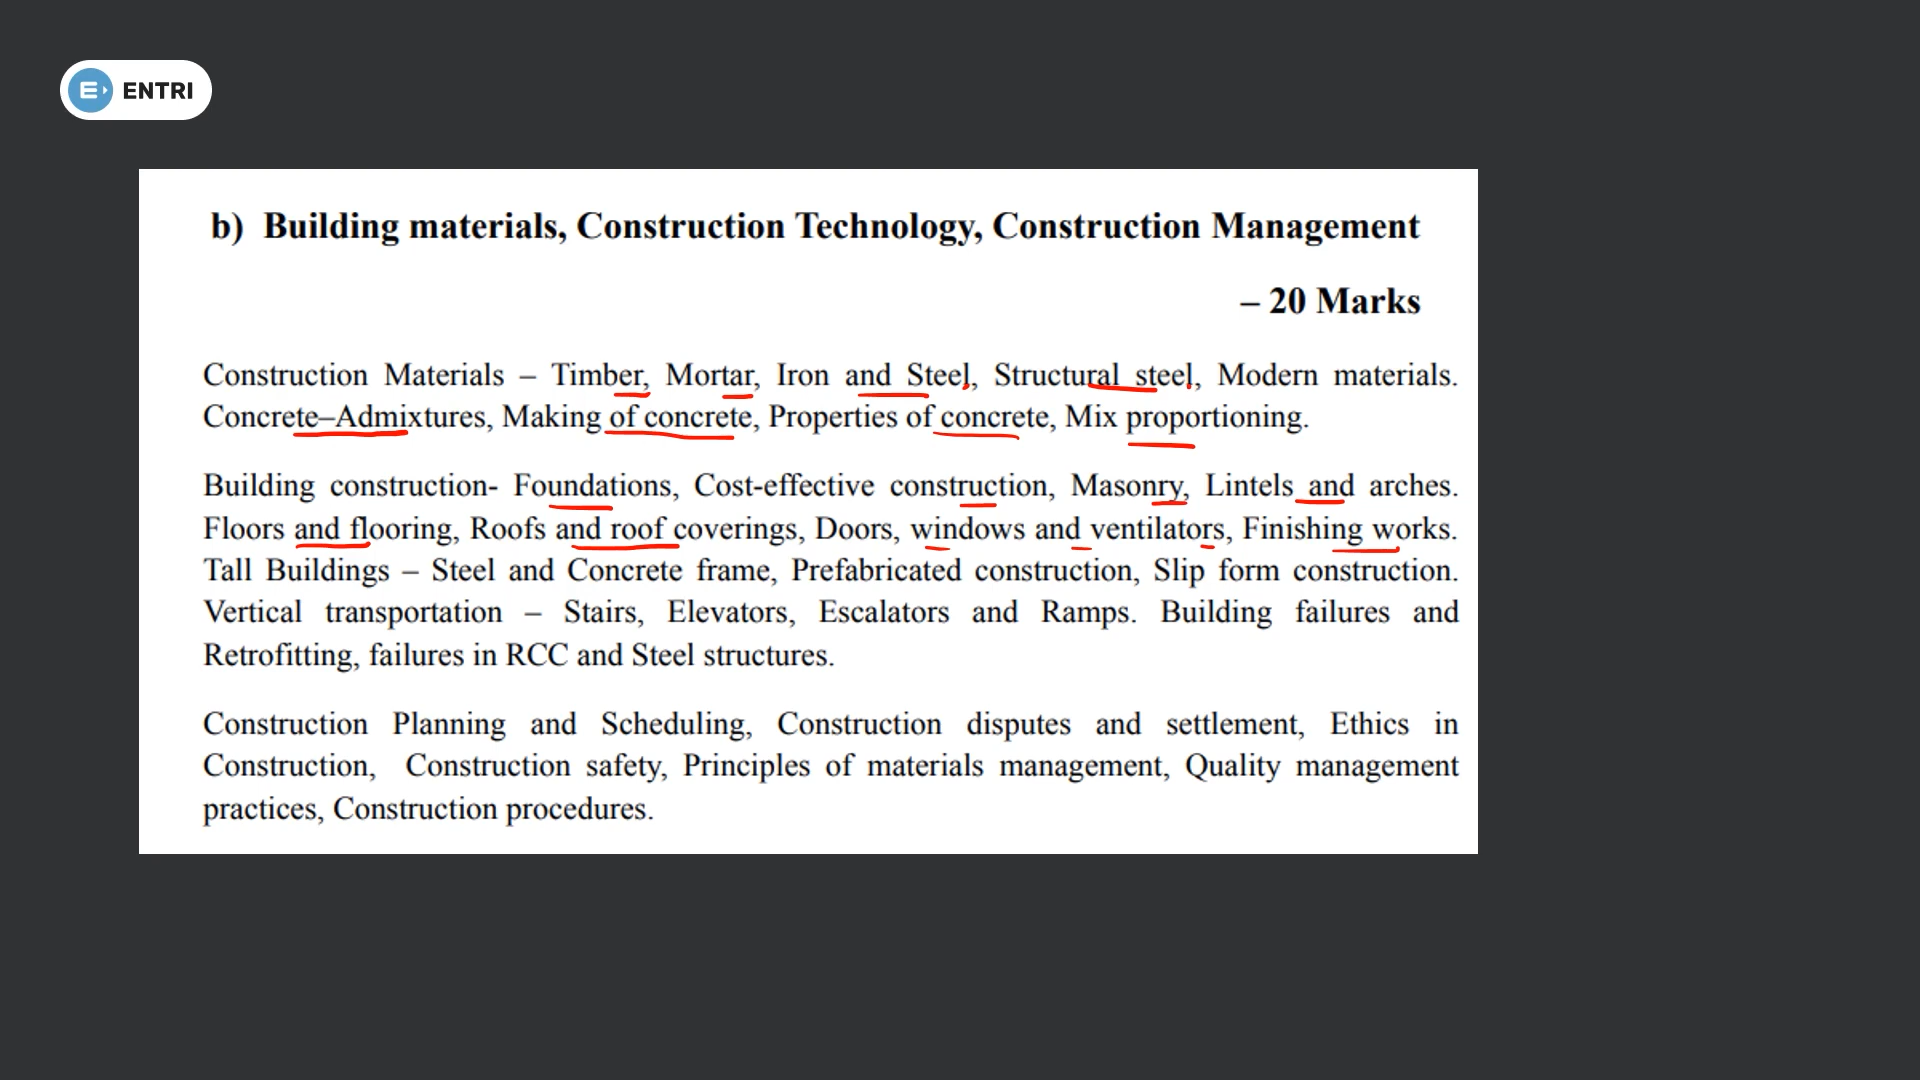 ENTRI
b) Building materials, Construction Technology, Construction Management
– 20 Marks
Construction Materials – Timber, Mortar, Iron and Steel, Structural steel, Modern materials.
Concrete–Admixtures, Making of concrete, Properties of concrete, Mix proportioning.
Building construction- Foundations, Cost-effective construction, Masonry, Lintels and arches.
Floors and flooring, Roofs and roof coverings, Doors, windows and ventilators, Finishing works.
Tall Buildings – Steel and Concrete frame, Prefabricated construction, Slip form construction.
Vertical transportation – Stairs, Elevators, Escalators and Ramps. Building failures and
Retrofitting, failures in RCC and Steel structures.
Construction Planning and Scheduling, Construction disputes and settlement, Ethics in
Construction, Construction safety, Principles of materials management, Quality management
practices, Construction procedures.